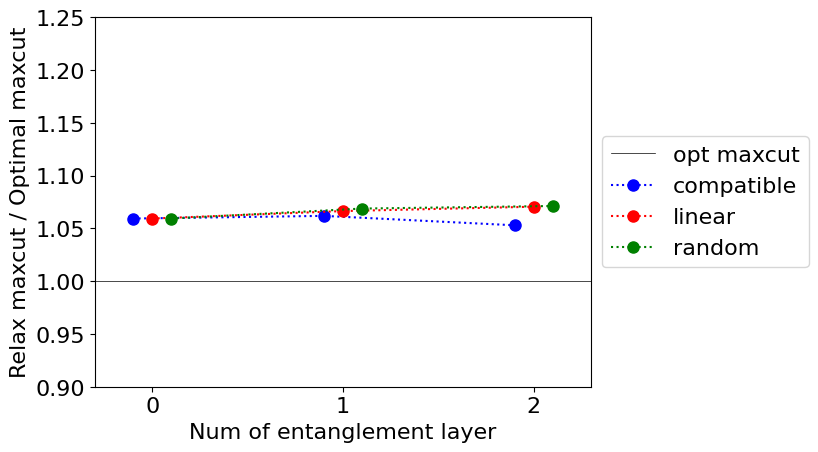 Relax maxcut / Optimal maxcut
1.25
1.20
1.15
1.10
1.05
1.00
0.95
0.90
0
1
2
Num of entanglement layer
opt maxcut
compatible
linear
random